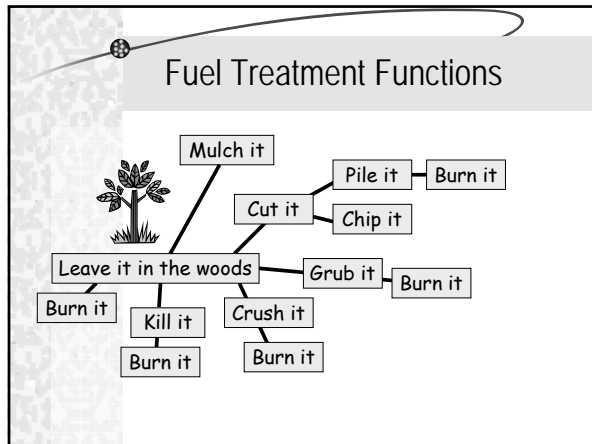 Fuel Treatment Functions
Mulch it
Pile it
Burn it
Cut it
Chip it
Leave it in the woods
Grub it
Burn it
Burn it
Kill it
Crush it
Burn it
Burn it